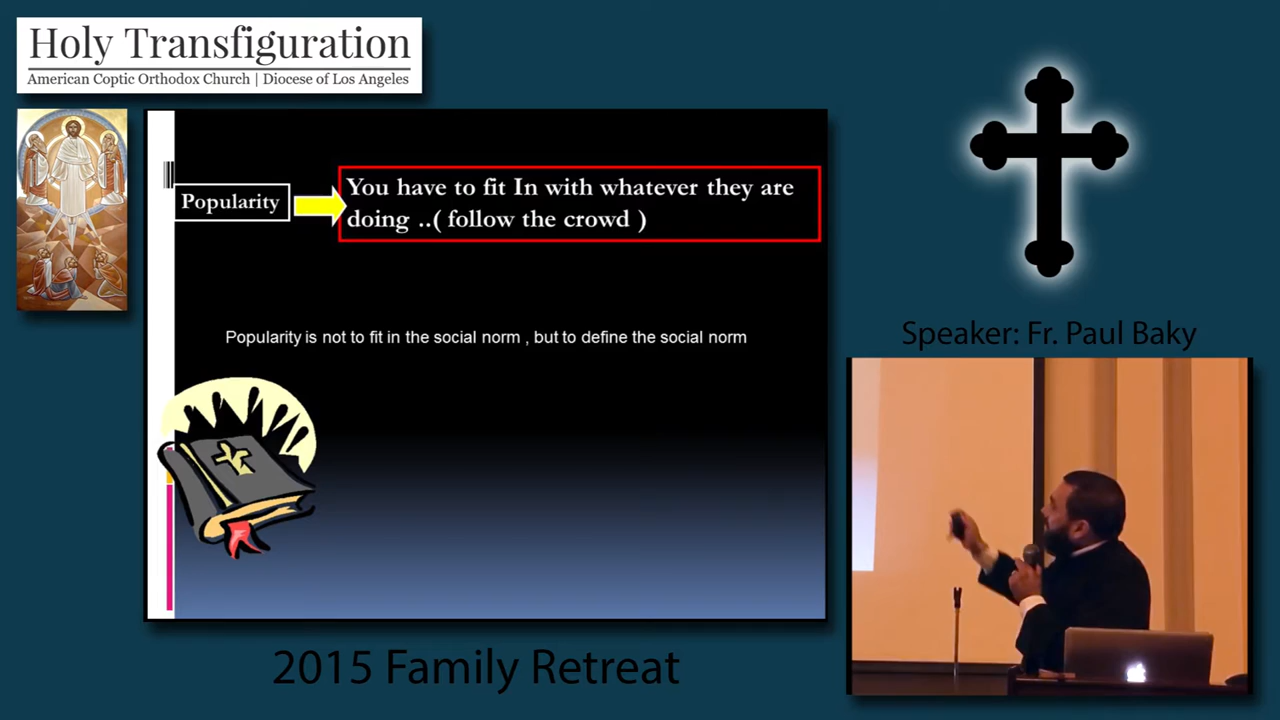 Holy Transfiguration
American Coptic Orthodox Church | Diocese of Los Angeles
Popularity
You have to fit In with whatever they are
doing ..( follow the crowd )
Popularity is not to fit in the social norm , but to define the social norm
Speaker: Fr. Paul Baky
2015 Family Retreat